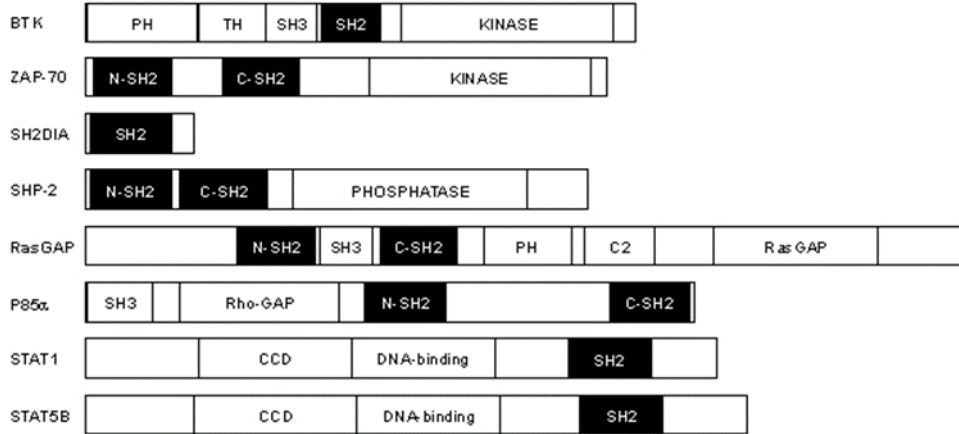 BTK PH TH SH3 SH2 KINASE
ZAP-70 N-SH2 C-SH2 KINASE
SH2DIA SH2
SHP-2 N-SH2 C-SH2 PHOSPHATASE
RasGAP N-SH2 SH3 C-SH2 PH C2 RasGAP
P85α SH3 Rho-GAP N-SH2 C-SH2
STAT1 CCD DNA-binding SH2
STAT5B CCD DNA-binding SH2